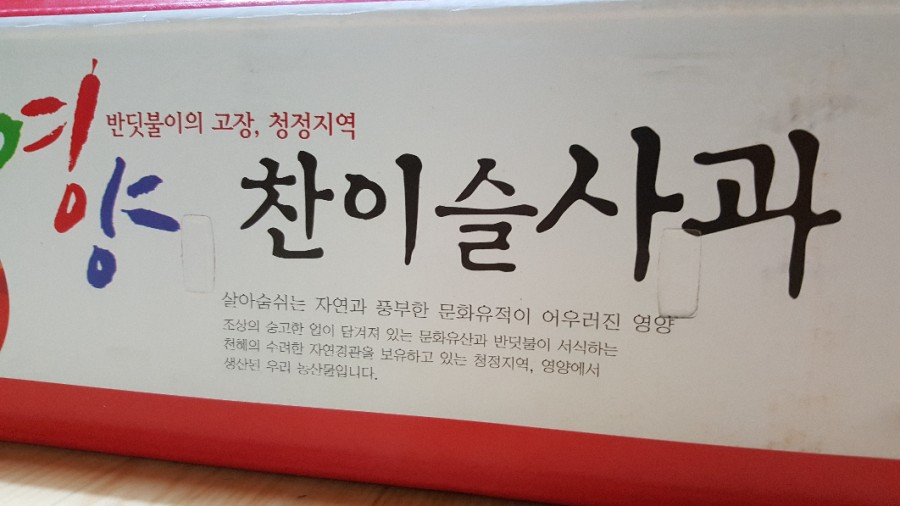 영양
반딧불이의 고장, 청정지역
찬이슬사과
살아숨쉬는 자연과 풍부한 문화유적이 어우러진 영양
조상의 숭고한 얼이 담겨져 있는 문화유산과 반딧불이 서식하는
천혜의 수려한 자연경관을 보유하고 있는 청정지역, 영양에서
생산된 우리 농산물입니다.